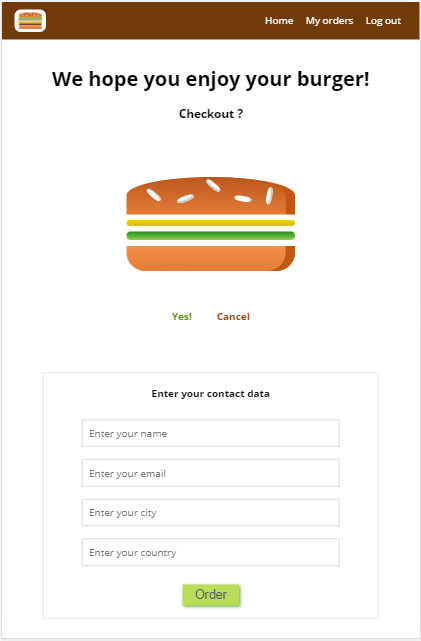 Home My orders Log out
We hope you enjoy your burger!
Checkout ?
Yes! Cancel
Enter your contact data
Enter your name
Enter your email
Enter your city
Enter your country
Order